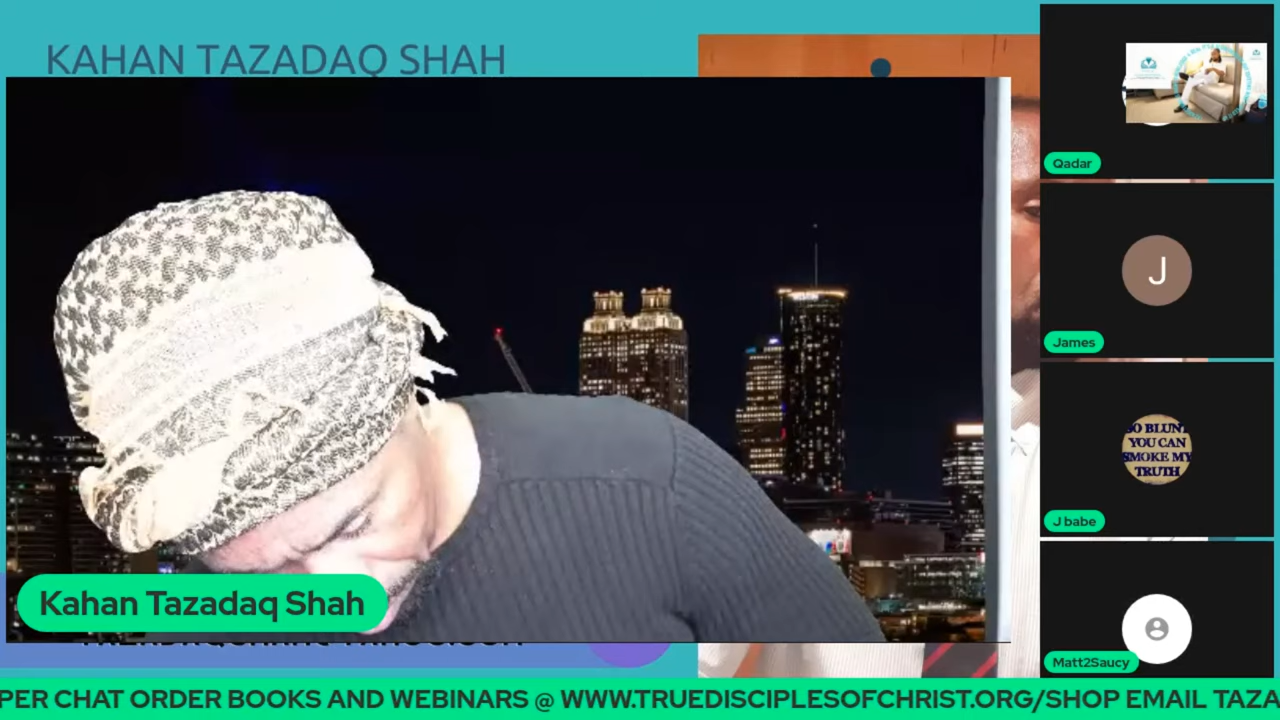 KAHAN TAZADAQ SHAH
Qadar
J
James
YOU CAN
SMOKE MY
TRUTH
J babe
Kahan Tazadaq Shah
Matt2Saucy
PER CHAT ORDER BOOKS AND WEBINARS @ WWW.TRUEDISCIPLESOFCHRIST.ORG/SHOP EMAIL TAZA